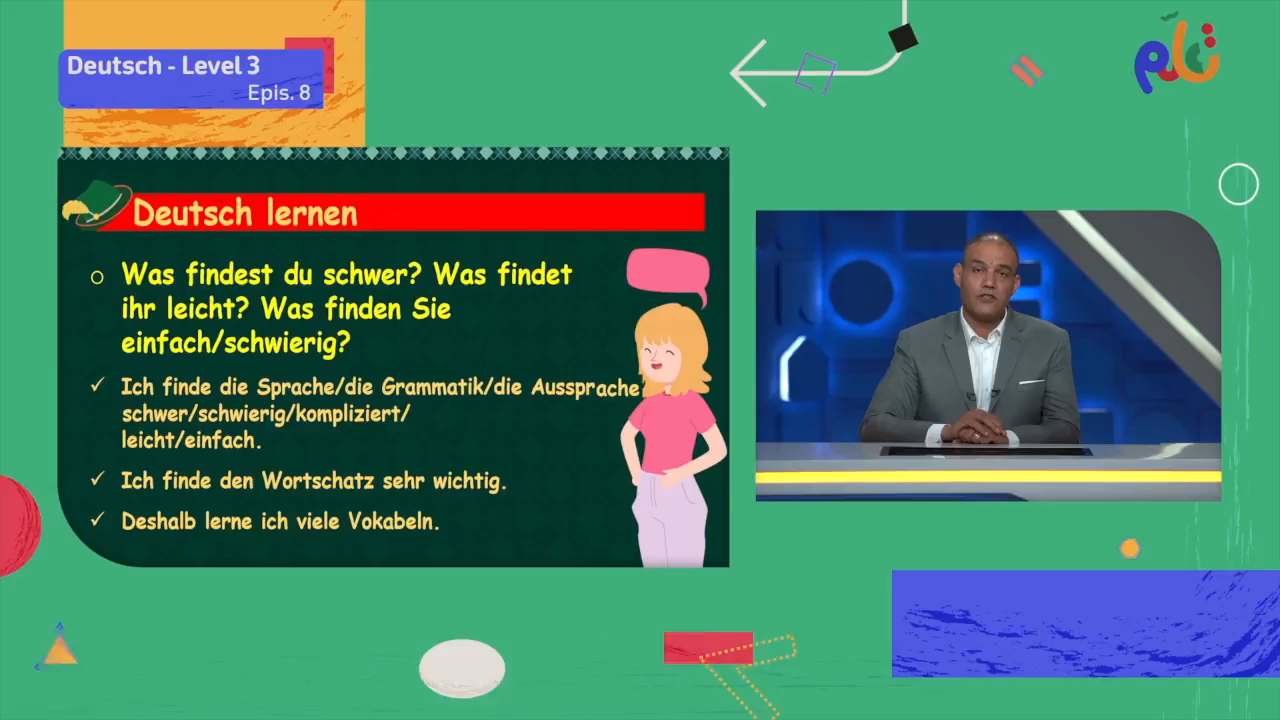 Deutsch - Level 3
Epis. 8
Deutsch lernen
Was findest du schwer? Was findet
ihr leicht? Was finden Sie
einfach/schwierig?
Ich finde die Sprache/die Grammatik/die Aussprache
schwer/schwierig/kompliziert/
leicht/einfach.
Ich finde den Wortschatz sehr wichtig.
Deshalb lerne ich viele Vokabeln.